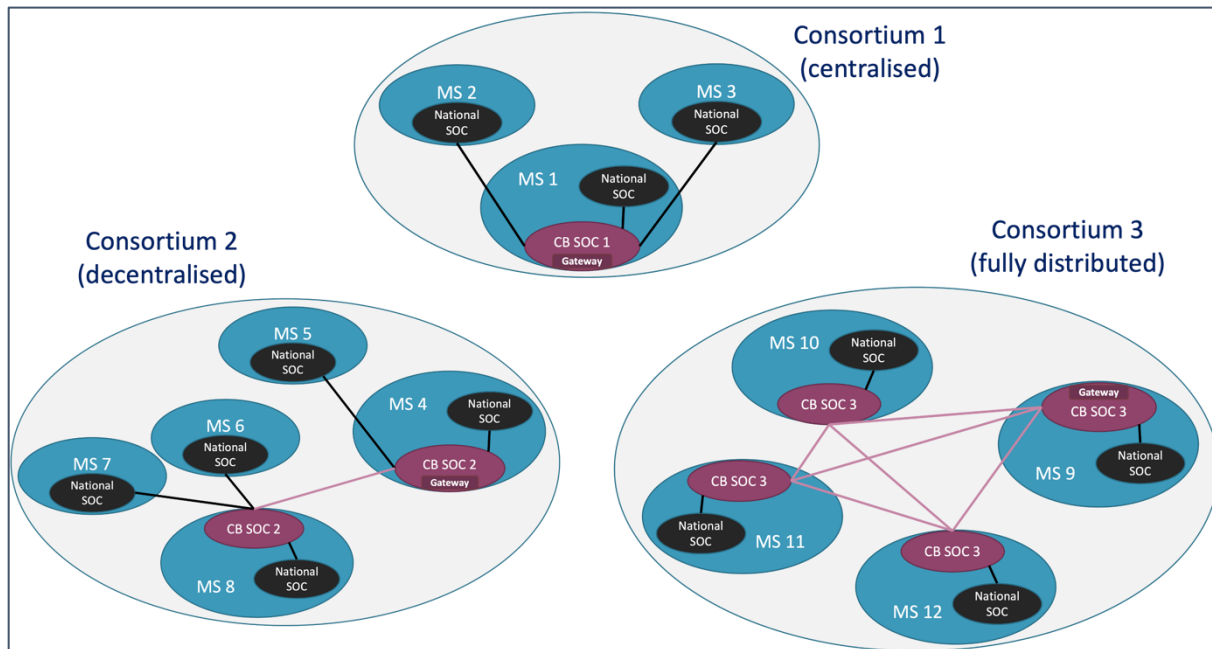 Consortium 1
(centralised)
MS 2
National
SOC
MS 3
National
SOC
MS 1
National
SOC
CB SOC 1
Gateway
Consortium 2
(decentralised)
MS 5
National
SOC
MS 4
National
SOC
CB SOC 2
Gateway
MS 6
National
SOC
MS 7
National
SOC
CB SOC 2
National
SOC
MS 8
Consortium 3
(fully distributed)
MS 10
National
SOC
CB SOC 3
Gateway
CB SOC 3
National
SOC
MS 9
CB SOC 3
National
SOC
MS 11
CB SOC 3
National
SOC
MS 12